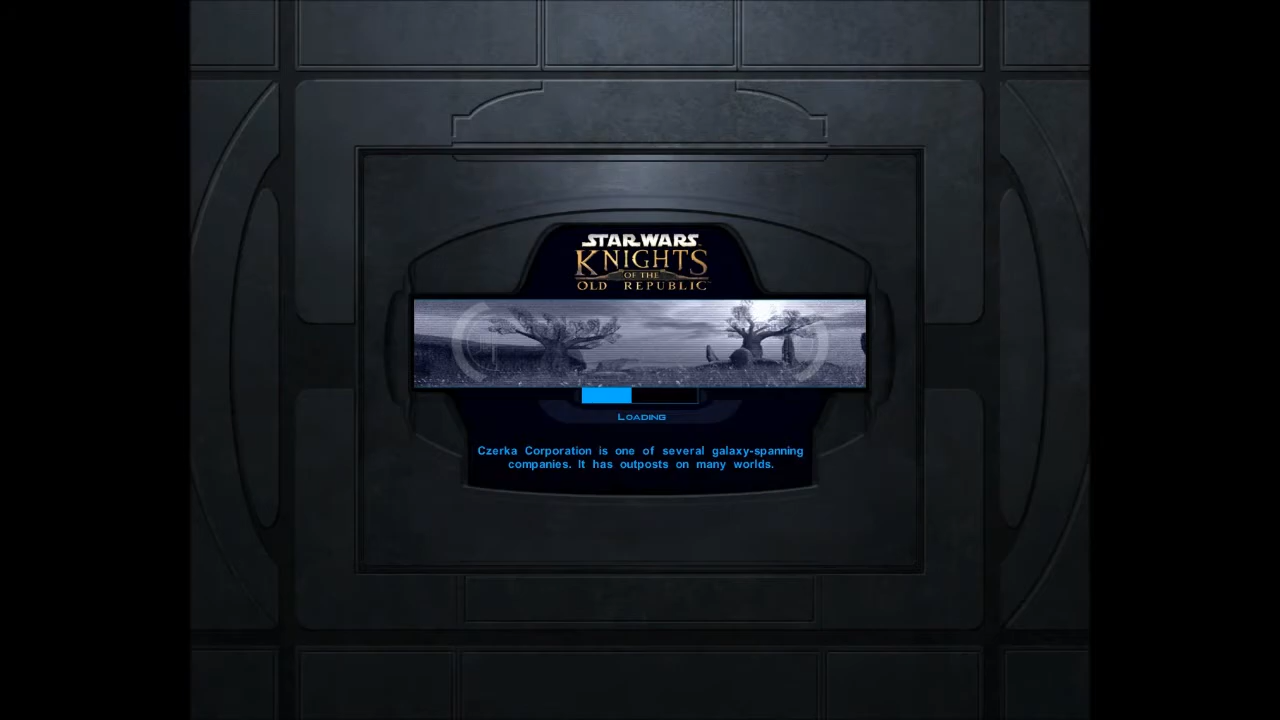 STAR WARS
KNIGHTS
OF THE
OLD REPUBLIC
LOADING
Czerka Corporation is one of several galaxy-spanning
companies. It has outposts on many worlds.